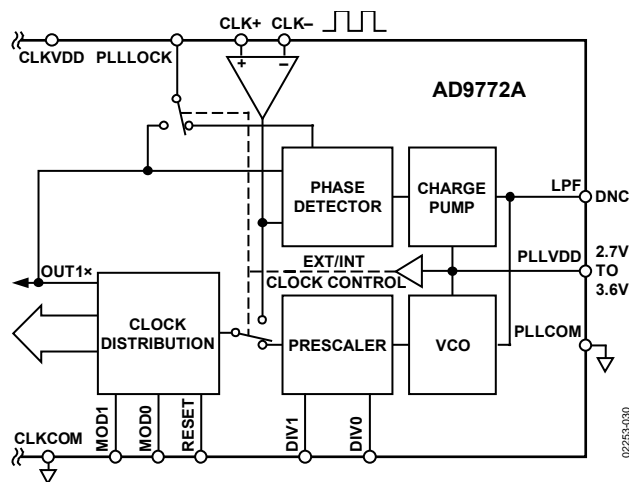 CLK+ CLK–
CLKVDD PLLLOCK
+ –
AD9772A
PHASE
DETECTOR
CHARGE
PUMP
LPF
DNC
EXT/INT
CLOCK CONTROL
PLLVDD
2.7V
TO
3.6V
OUT1×
CLOCK
DISTRIBUTION
PRESCALER
VCO
PLLCOM
CLKCOM
MOD1
MOD0
RESET
DIV1
DIV0
02253-030